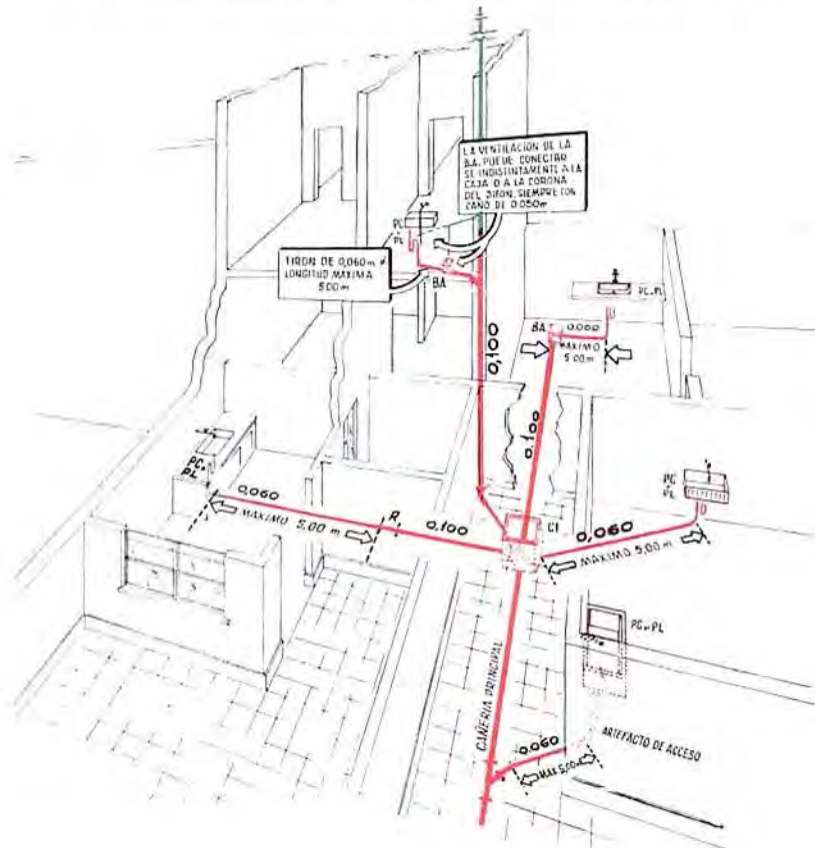 LA VENTILACION DE LA
B.A. PUEDE CONECTAR
SE INDISTINTAMENTE A LA
CAJA O A LA CORONA
DEL SIFON, SIEMPRE CON
CAÑO DE 0.050m
PC
PL
TIRON DE 0,060m ø
LONGITUD MAXIMA
5.00 m
BA
PC o PL
BA
0.060
MAXIMO
5.00 m
0,100
0.100
PC o
PL
0,060
MAXIMO 5,00 m
R
0,100
CI
PC
o PL
0,060
MAXIMO 5,00m
PC o PL
CAÑERIA PRINCIPAL
ARTEFACTO DE ACCESO
0.060
MAX 5,00m